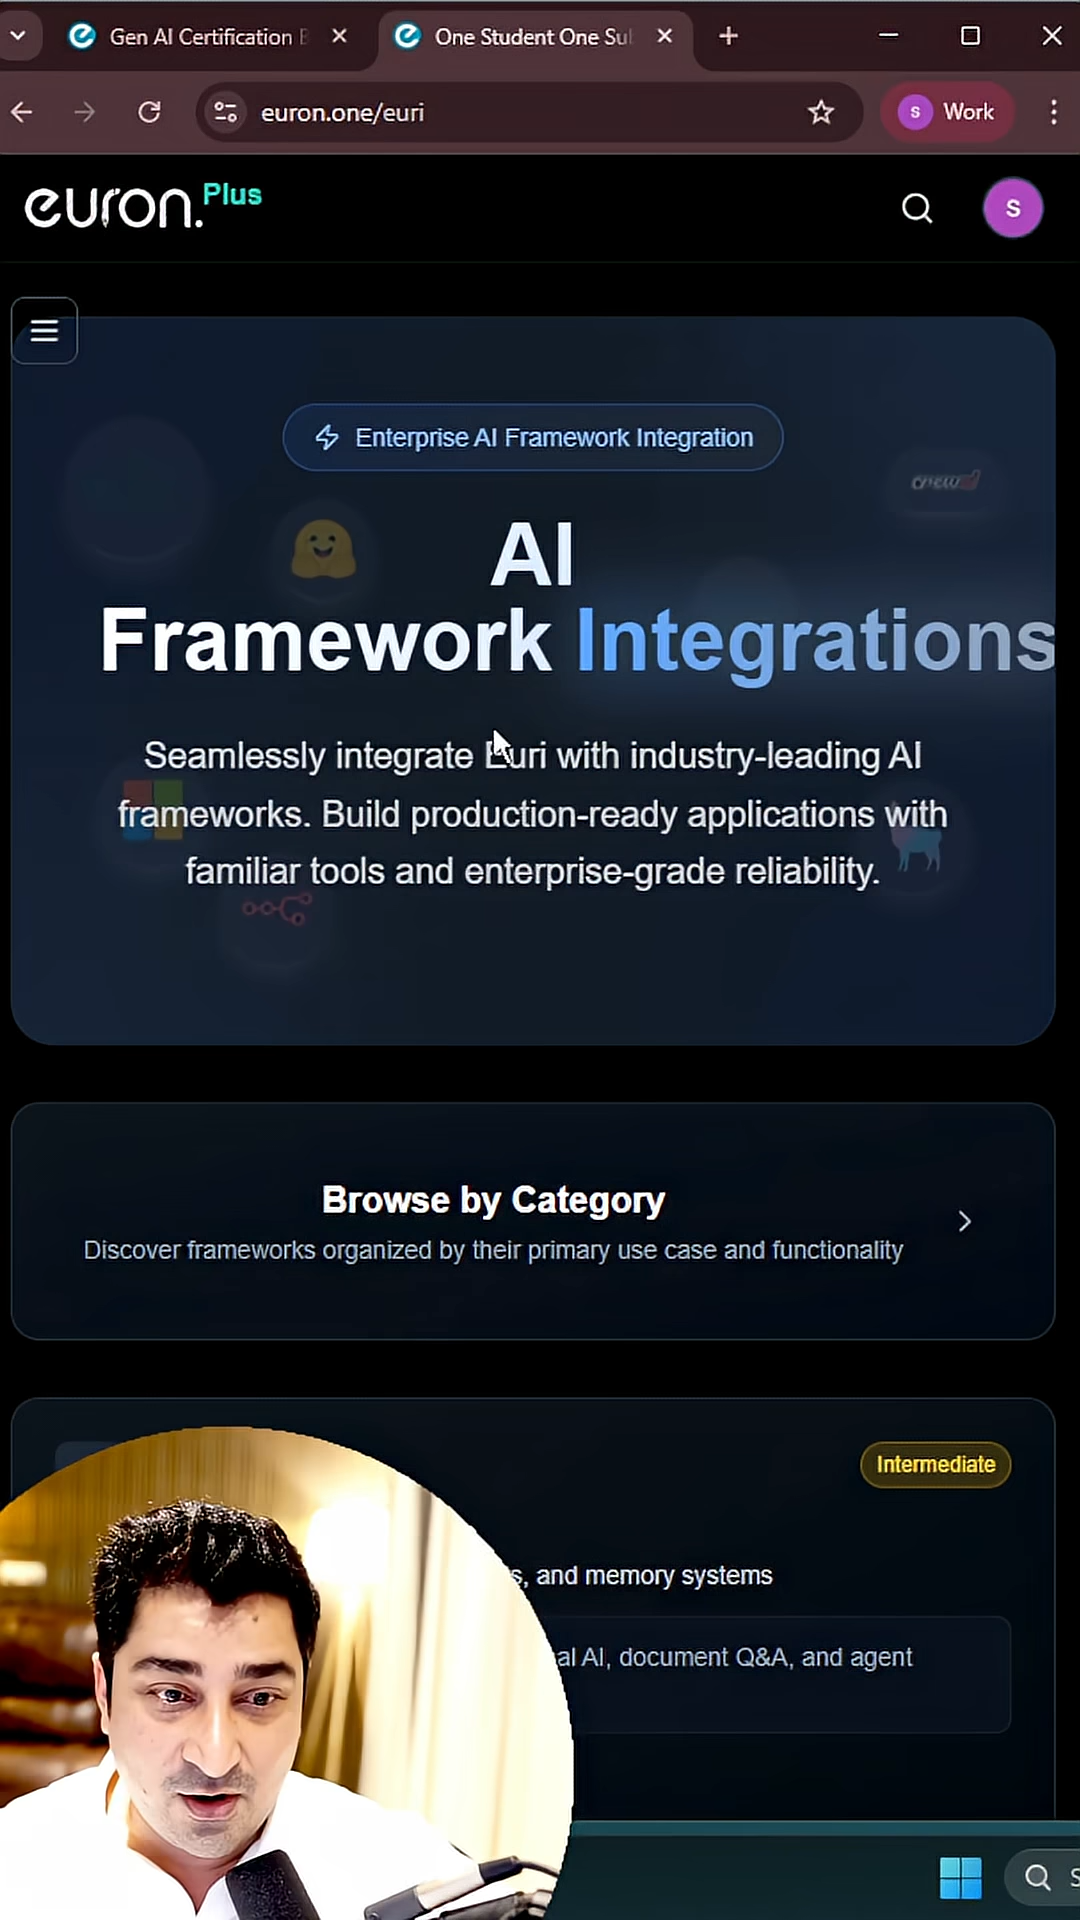 Gen AI Certification
One Student One Sul
euron.one/euri
S
Work
euron.Plus
S
Enterprise AI Framework Integration
crewai
AI
Framework Integrations
Seamlessly integrate Euri with industry-leading AI
frameworks. Build production-ready applications with
familiar tools and enterprise-grade reliability.
Browse by Category
Discover frameworks organized by their primary use case and functionality
Intermediate
s, and memory systems
al AI, document Q&A, and agent
S